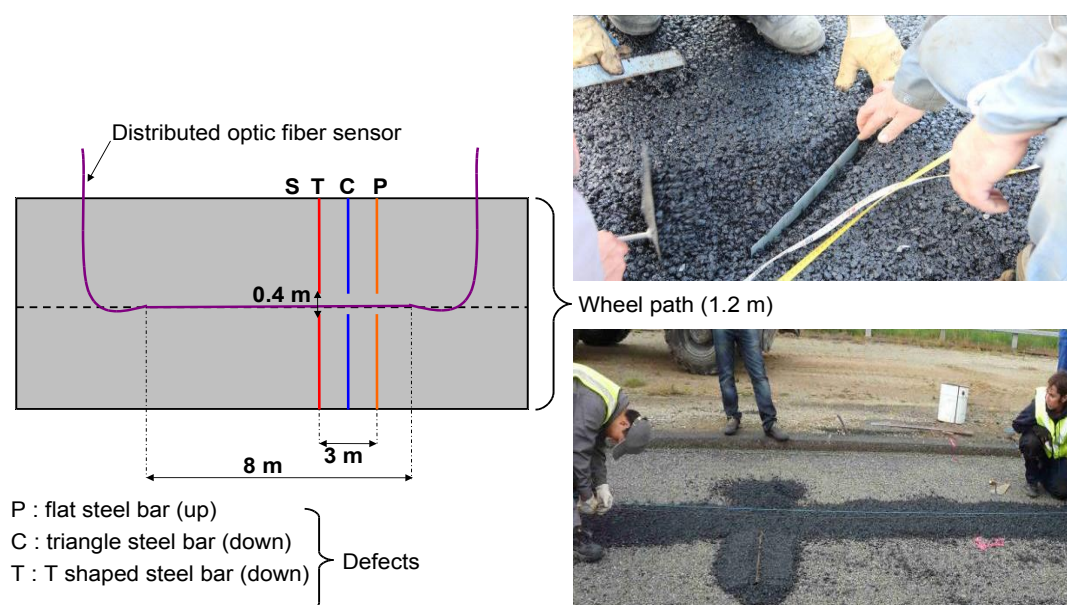 Distributed optic fiber sensor
S T C P
0.4 m
Wheel path (1.2 m)
3 m
8 m
P : flat steel bar (up)
C : triangle steel bar (down)
T : T shaped steel bar (down)
Defects